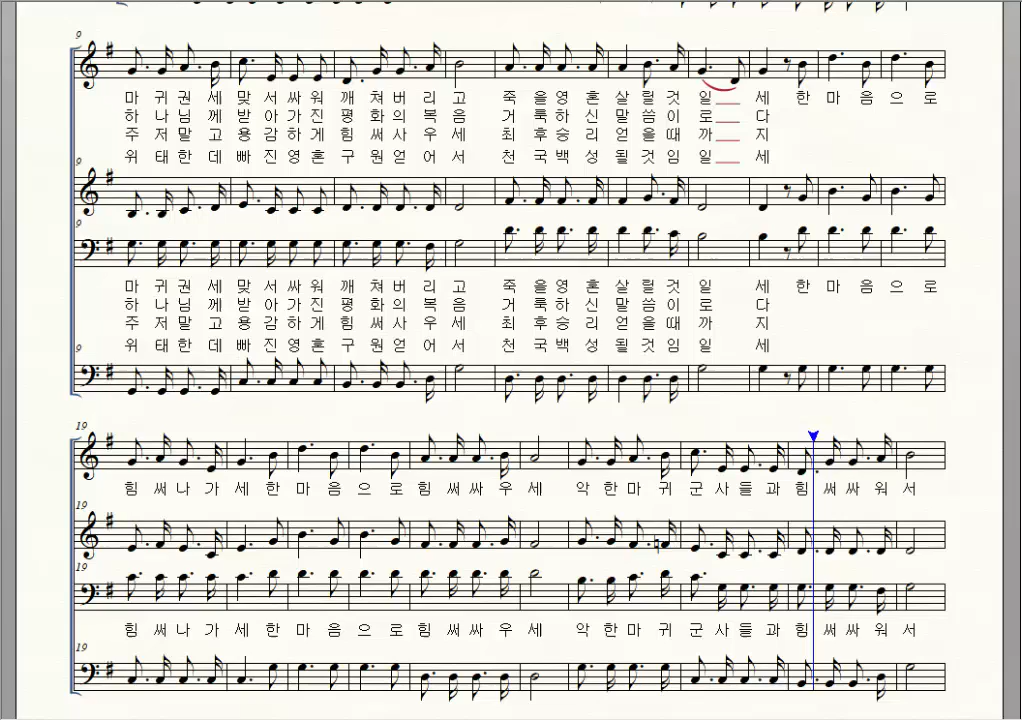 9
마 귀 권 세 맞 서 싸 워 깨 쳐 버 리 고 죽 을 영 혼 살 릴 것 일 세 한 마 음 으 로
하 나 님 께 받 아 가 진 평 화 의 복 음 거 룩 하 신 말 씀 이 로 다
주 저 말 고 용 감 하 게 힘 써 사 우 세 최 후 승 리 얻 을 때 까 지
위 태 한 데 빠 진 영 혼 구 원 얻 어 서 천 국 백 성 될 것 임 일 세
9
9
마 귀 권 세 맞 서 싸 워 깨 쳐 버 리 고 죽 을 영 혼 살 릴 것 일 세 한 마 음 으 로
하 나 님 께 받 아 가 진 평 화 의 복 음 거 룩 하 신 말 씀 이 로 다
주 저 말 고 용 감 하 게 힘 써 사 우 세 최 후 승 리 얻 을 때 까 지
위 태 한 데 빠 진 영 혼 구 원 얻 어 서 천 국 백 성 될 것 임 일 세
9
19
힘 써 나 가 세 한 마 음 으 로 힘 써 싸 우 세 악 한 마 귀 군 사 들 과 힘 써 싸 워 서
19
19
힘 써 나 가 세 한 마 음 으 로 힘 써 싸 우 세 악 한 마 귀 군 사 들 과 힘 써 싸 워 서
19